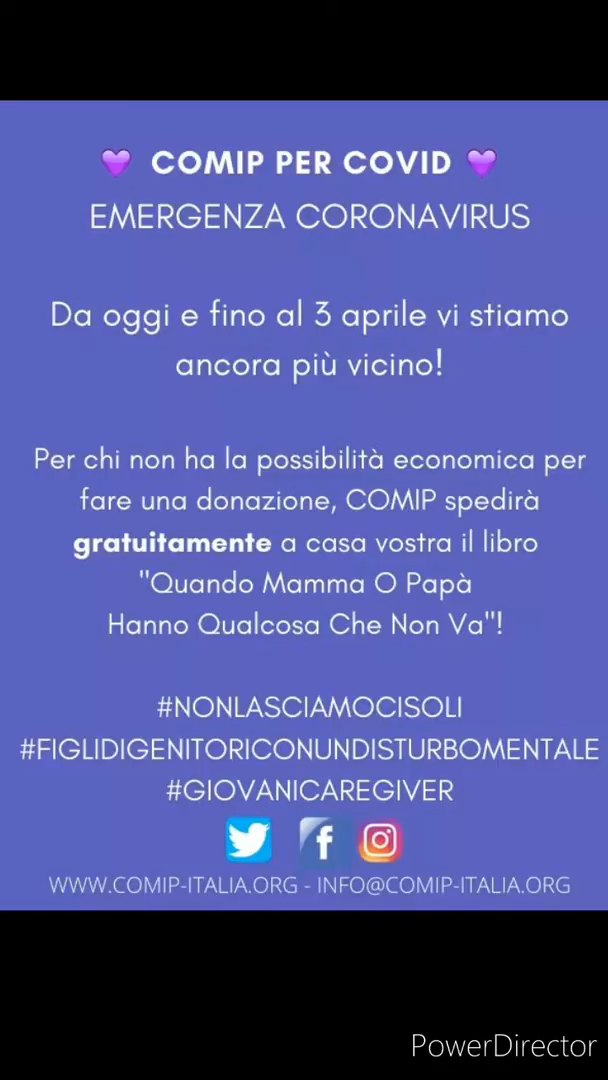 💜 COMIP PER COVID 💜
EMERGENZA CORONAVIRUS
Da oggi e fino al 3 aprile vi stiamo
ancora più vicino!
Per chi non ha la possibilità economica per
fare una donazione, COMIP spedirà
gratuitamente a casa vostra il libro
"Quando Mamma O Papà
Hanno Qualcosa Che Non Va"!
#NONLASCIAMOCISOLI
#FIGLIDIGENITORICONUNDISTURBOMENTALE
#GIOVANICAREGIVER
WWW.COMIP-ITALIA.ORG - INFO@COMIP-ITALIA.ORG
PowerDirector